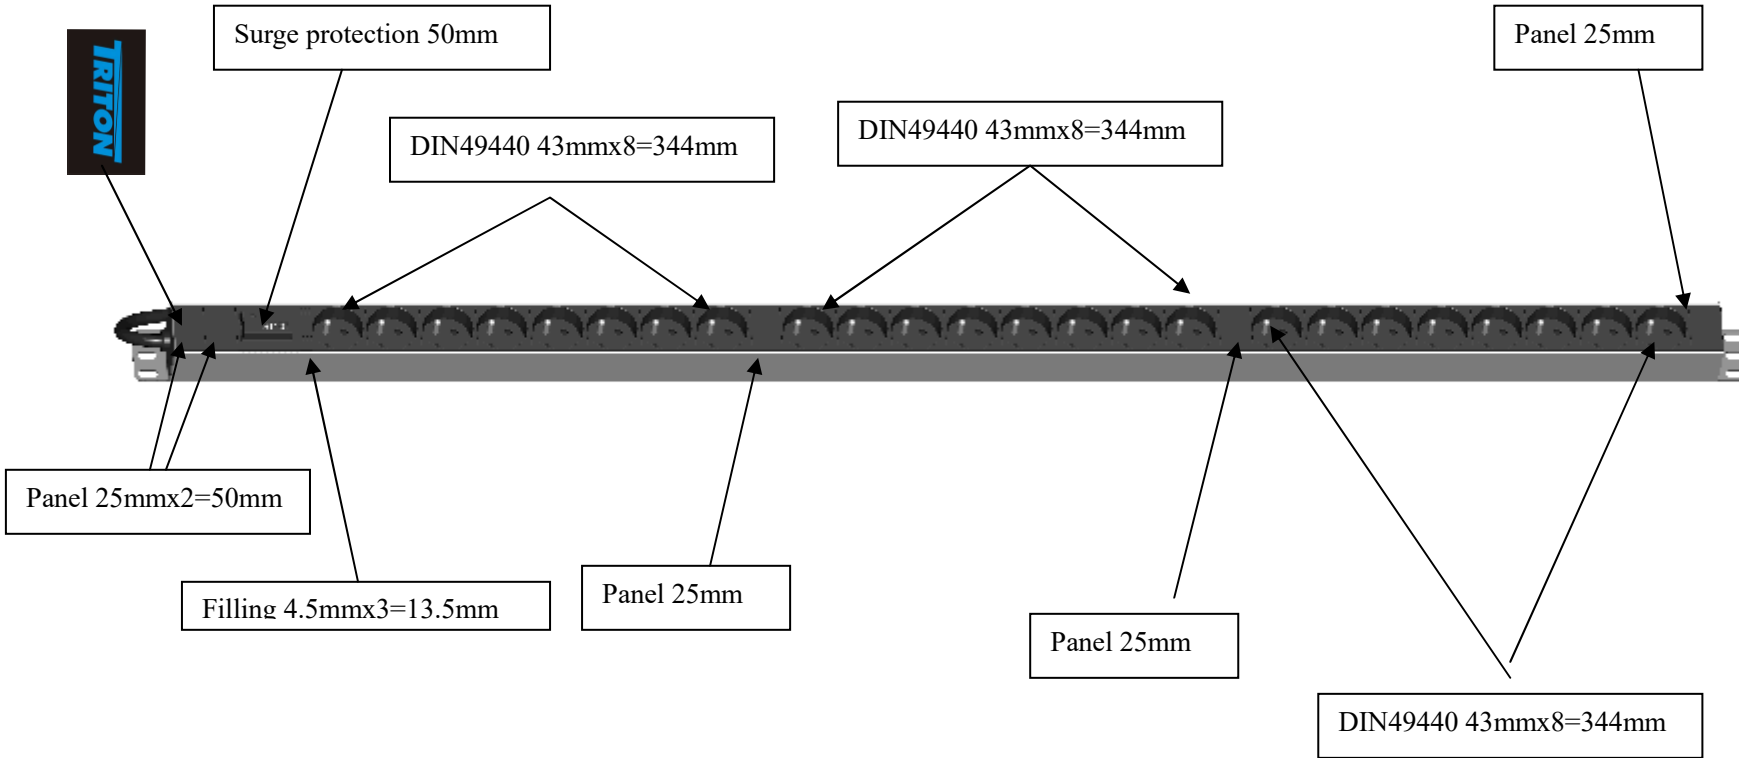 Surge protection 50mm
Panel 25mm
TRITON
DIN49440 43mmx8=344mm
DIN49440 43mmx8=344mm
Panel 25mmx2=50mm
Filling 4.5mmx3=13.5mm
Panel 25mm
Panel 25mm
DIN49440 43mmx8=344mm